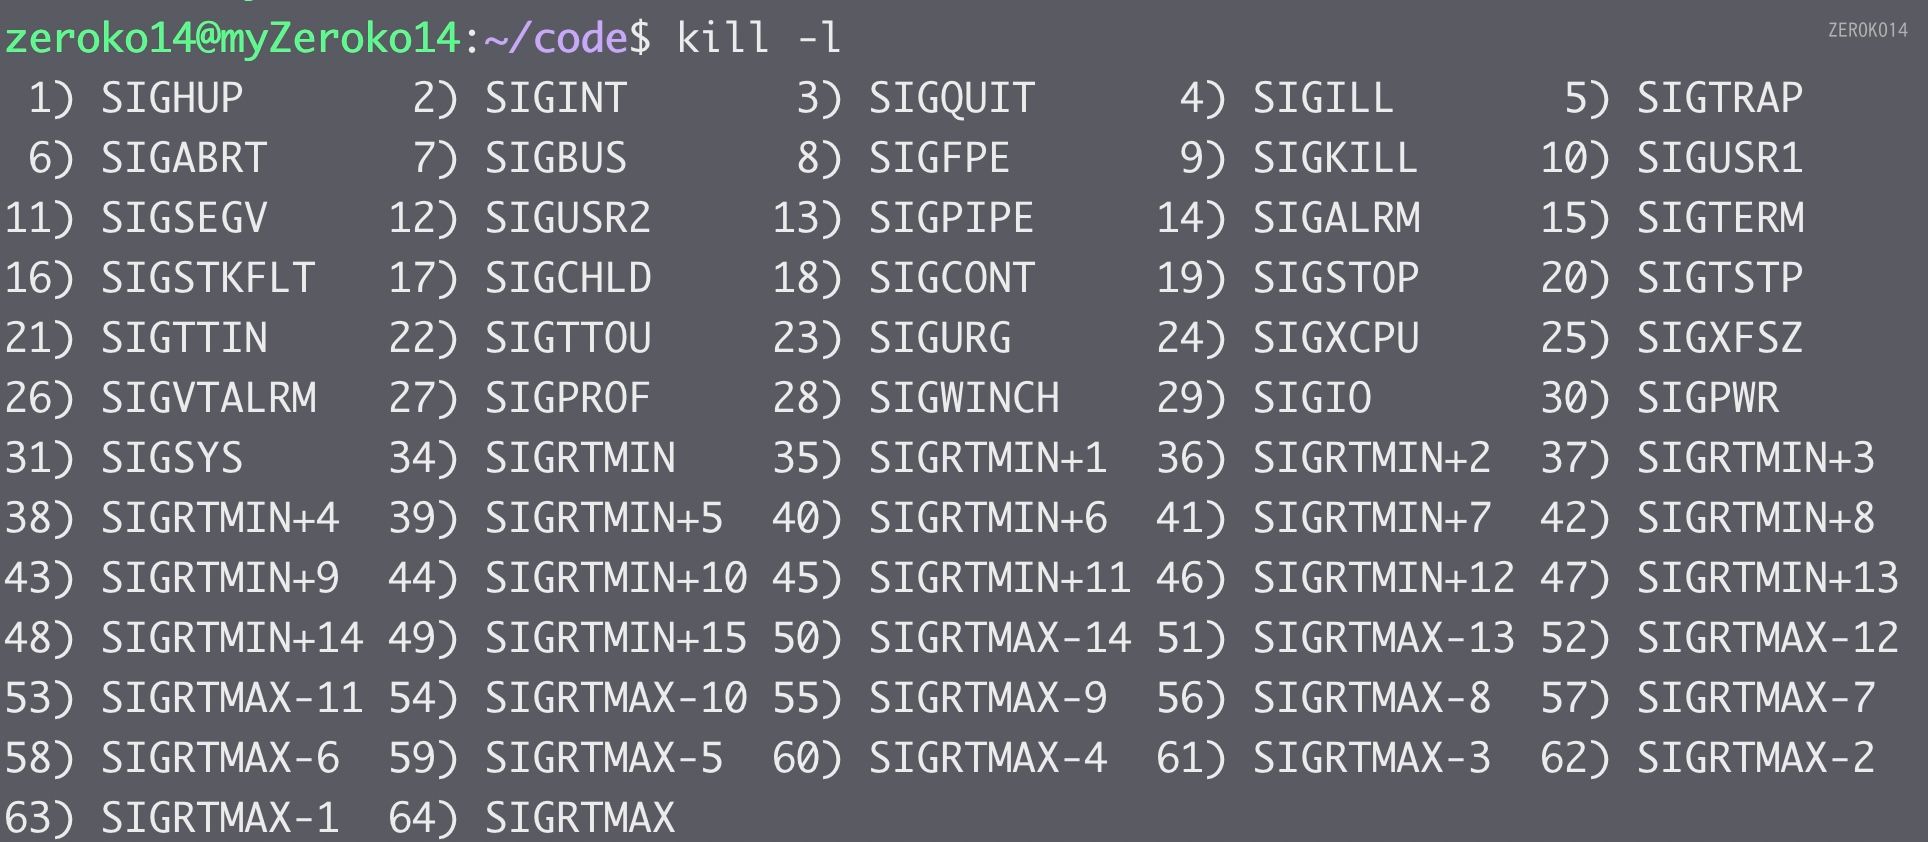 zeroko14@myZeroko14:~/code$ kill -l
ZEROKO14
1) SIGHUP 2) SIGINT 3) SIGQUIT 4) SIGILL 5) SIGTRAP
6) SIGABRT 7) SIGBUS 8) SIGFPE 9) SIGKILL 10) SIGUSR1
11) SIGSEGV 12) SIGUSR2 13) SIGPIPE 14) SIGALRM 15) SIGTERM
16) SIGSTKFLT 17) SIGCHLD 18) SIGCONT 19) SIGSTOP 20) SIGTSTP
21) SIGTTIN 22) SIGTTOU 23) SIGURG 24) SIGXCPU 25) SIGXFSZ
26) SIGVTALRM 27) SIGPROF 28) SIGWINCH 29) SIGIO 30) SIGPWR
31) SIGSYS 34) SIGRTMIN 35) SIGRTMIN+1 36) SIGRTMIN+2 37) SIGRTMIN+3
38) SIGRTMIN+4 39) SIGRTMIN+5 40) SIGRTMIN+6 41) SIGRTMIN+7 42) SIGRTMIN+8
43) SIGRTMIN+9 44) SIGRTMIN+10 45) SIGRTMIN+11 46) SIGRTMIN+12 47) SIGRTMIN+13
48) SIGRTMIN+14 49) SIGRTMIN+15 50) SIGRTMAX-14 51) SIGRTMAX-13 52) SIGRTMAX-12
53) SIGRTMAX-11 54) SIGRTMAX-10 55) SIGRTMAX-9 56) SIGRTMAX-8 57) SIGRTMAX-7
58) SIGRTMAX-6 59) SIGRTMAX-5 60) SIGRTMAX-4 61) SIGRTMAX-3 62) SIGRTMAX-2
63) SIGRTMAX-1 64) SIGRTMAX